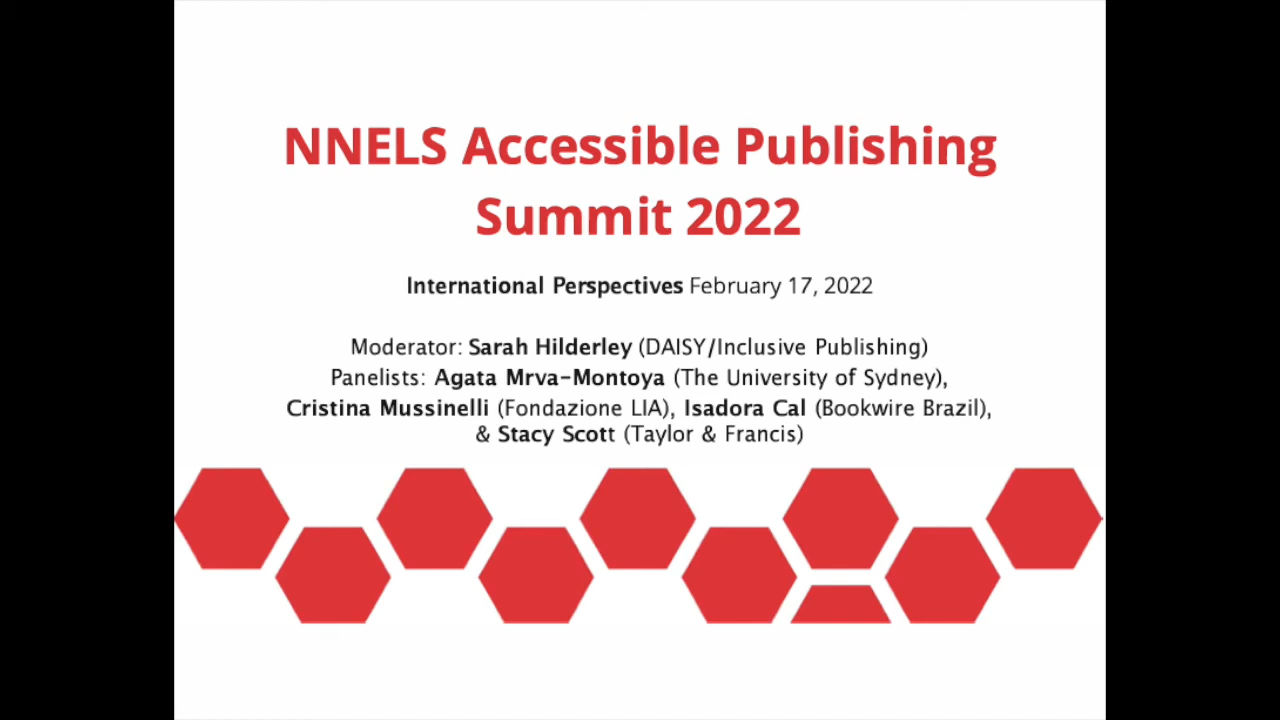 NNELS Accessible Publishing
Summit 2022
International Perspectives February 17, 2022
Moderator: Sarah Hilderley (DAISY/Inclusive Publishing)
Panelists: Agata Mrva-Montoya (The University of Sydney),
Cristina Mussinelli (Fondazione LIA), Isadora Cal (Bookwire Brazil),
& Stacy Scott (Taylor & Francis)